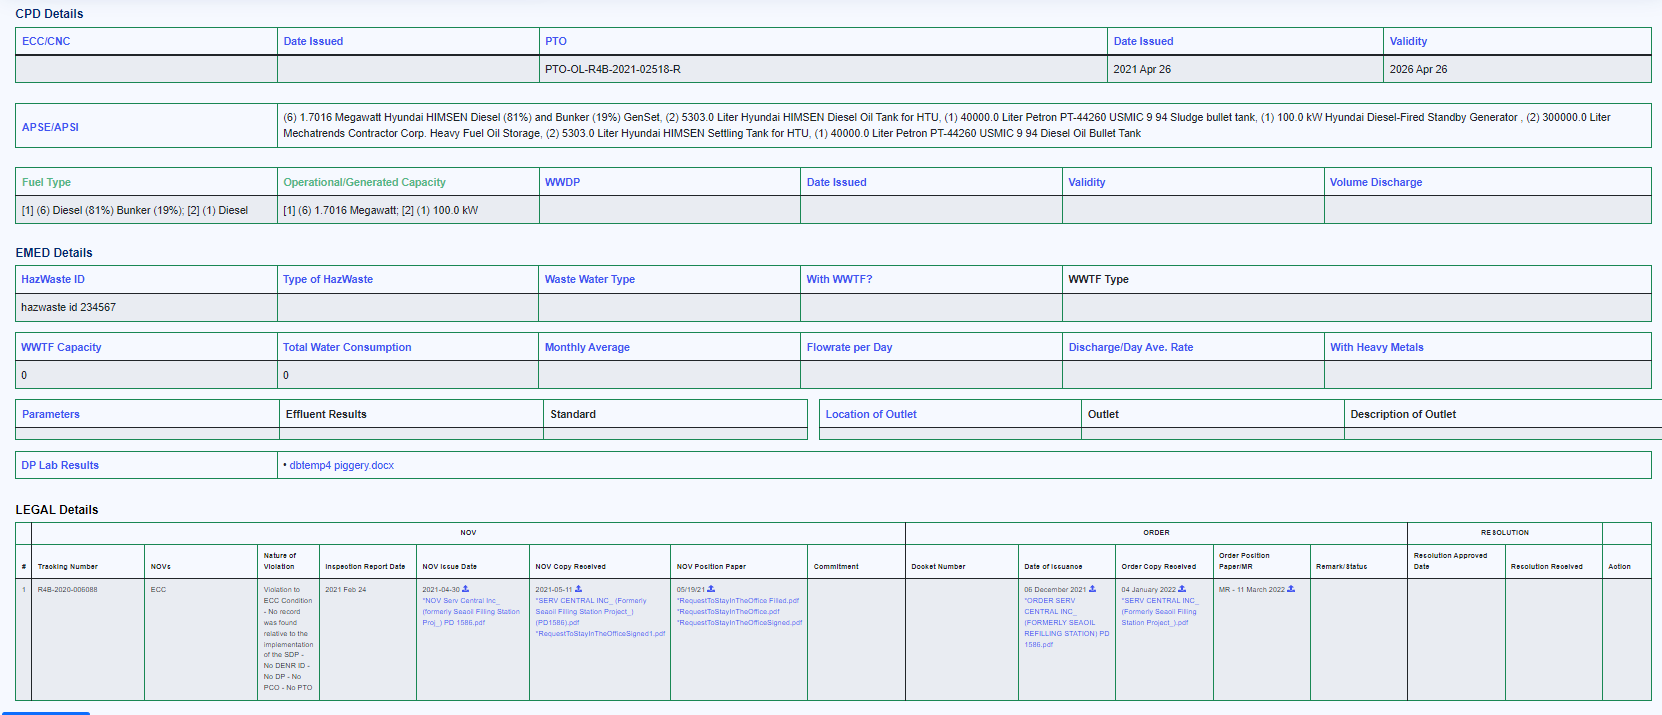 CPD Details
ECC/CNC Date Issued PTO Date Issued Validity
PTO-OL-R4B-2021-02518-R 2021 Apr 26 2026 Apr 26
APSE/APSI
(6) 1.7016 Megawatt Hyundai HIMSEN Diesel (81%) and Bunker (19%) GenSet, (2) 5303.0 Liter Hyundai HIMSEN Diesel Oil Tank for HTU, (1) 40000.0 Liter Petron PT-44260 USMIC 9 94 Sludge bullet tank, (1) 100.0 kW Hyundai Diesel-Fired Standby Generator , (2) 300000.0 Liter
Mechatrends Contractor Corp. Heavy Fuel Oil Storage, (2) 5303.0 Liter Hyundai HIMSEN Settling Tank for HTU, (1) 40000.0 Liter Petron PT-44260 USMIC 9 94 Diesel Oil Bullet Tank
Fuel Type Operational/Generated Capacity WWDP Date Issued Validity Volume Discharge
[1] (6) Diesel (81%) Bunker (19%); [2] (1) Diesel [1] (6) 1.7016 Megawatt; [2] (1) 100.0 kW
EMED Details
HazWaste ID Type of HazWaste Waste Water Type With WWTF? WWTF Type
hazwaste id 234567
WWTF Capacity Total Water Consumption Monthly Average Flowrate per Day Discharge/Day Ave. Rate With Heavy Metals
0 0
Parameters Effluent Results Standard Location of Outlet Outlet Description of Outlet
DP Lab Results • dbtemp4 piggery.docx
LEGAL Details
NOV ORDER RESOLUTION
# Tracking Number NOVs
Nature of
Violation
Inspection Report Date NOV Issue Date NOV Copy Received NOV Position Paper Commitment Docket Number Date of Issuance Order Copy Received
Order Position
Paper/MR
Remark/Status
Resolution Approved
Date
Resolution Received Action
1 R4B-2020-006088 ECC
Violation to
ECC Condition
- No record
was found
relative to the
implementation
of the SDP -
No DENR ID -
No DP - No
PCO - No PTO
2021 Feb 24
2021-04-30
*NOV Serv Central Inc_
(formerly Seaoil Filing Station
Proj_) PD 1586.pdf
2021-05-11
*SERV CENTRAL INC_ (Formerly
Seaoil Filling Station Project_)
(PD1586).pdf
*RequestToStayInTheOfficeSigned1.pdf
05/19/21
*RequestToStayInTheOffice Filled.pdf
*RequestToStayInTheOffice.pdf
*RequestToStayInTheOfficeSigned.pdf
06 December 2021
*ORDER SERV
CENTRAL INC_
(FORMERLY SEAOIL
REFILLING STATION) PD
1586.pdf
04 January 2022
*SERV CENTRAL INC_
(Formerly Seaoil Filling
Station Project_).pdf
MR - 11 March 2022